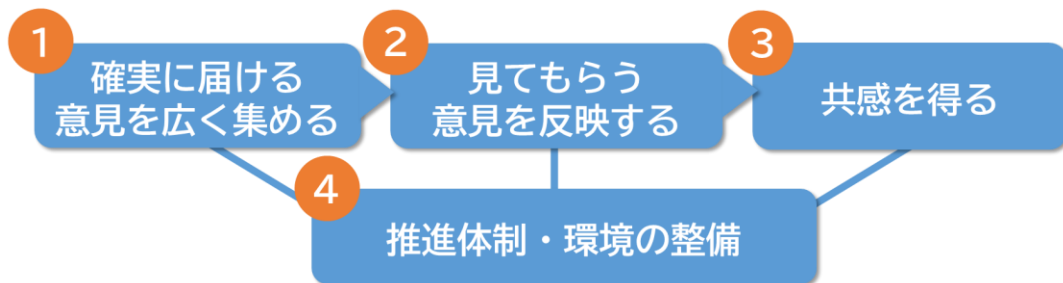 1
確実に届ける
意見を広く集める
2
見てもらう
意見を反映する
3
共感を得る
4
推進体制・環境の整備